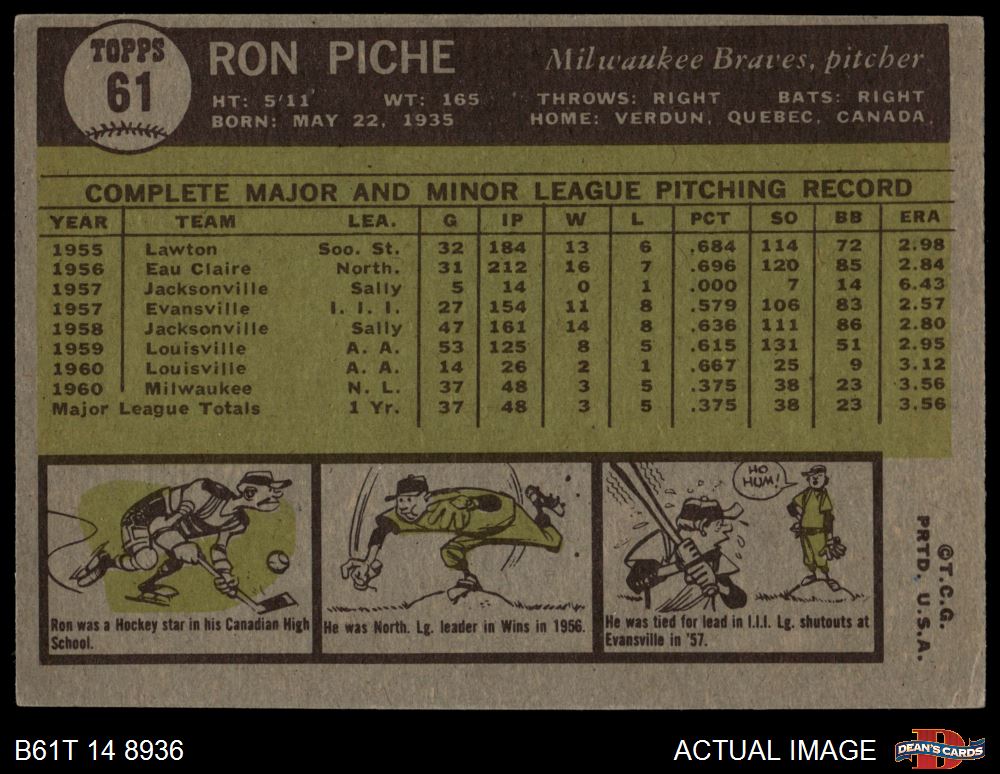 TOPPS
61
RON PICHE
Milwaukee Braves, pitcher
HT: 5'11" WT: 165 THROWS: RIGHT BATS: RIGHT
BORN: MAY 22, 1935 HOME: VERDUN, QUEBEC, CANADA.
COMPLETE MAJOR AND MINOR LEAGUE PITCHING RECORD
YEAR TEAM LEA. G IP W L PCT SO BB ERA
1955 Lawton Soo. St. 32 184 13 6 .684 114 72 2.98
1956 Eau Claire North. 31 212 16 7 .696 120 85 2.84
1957 Jacksonville Sally 5 14 0 1 .000 7 14 6.43
1957 Evansville I. I. I. 27 154 11 8 .579 106 83 2.57
1958 Jacksonville Sally 47 161 14 8 .636 111 86 2.80
1959 Louisville A. A. 53 125 8 5 .615 131 51 2.95
1960 Louisville A. A. 14 26 2 1 .667 25 9 3.12
1960 Milwaukee N. L. 37 48 3 5 .375 38 23 3.56
Major League Totals 1 Yr. 37 48 3 5 .375 38 23 3.56
Ron was a Hockey star in his Canadian High
School.
He was North. Lg. leader in Wins in 1956.
HO
HUM!
He was tied for lead in I.I.I. Lg. shutouts at
Evansville in '57.
©T.C.G.
PRTD. U.S.A.
B61T 14 8936
ACTUAL IMAGE
DEAN'S CARDS